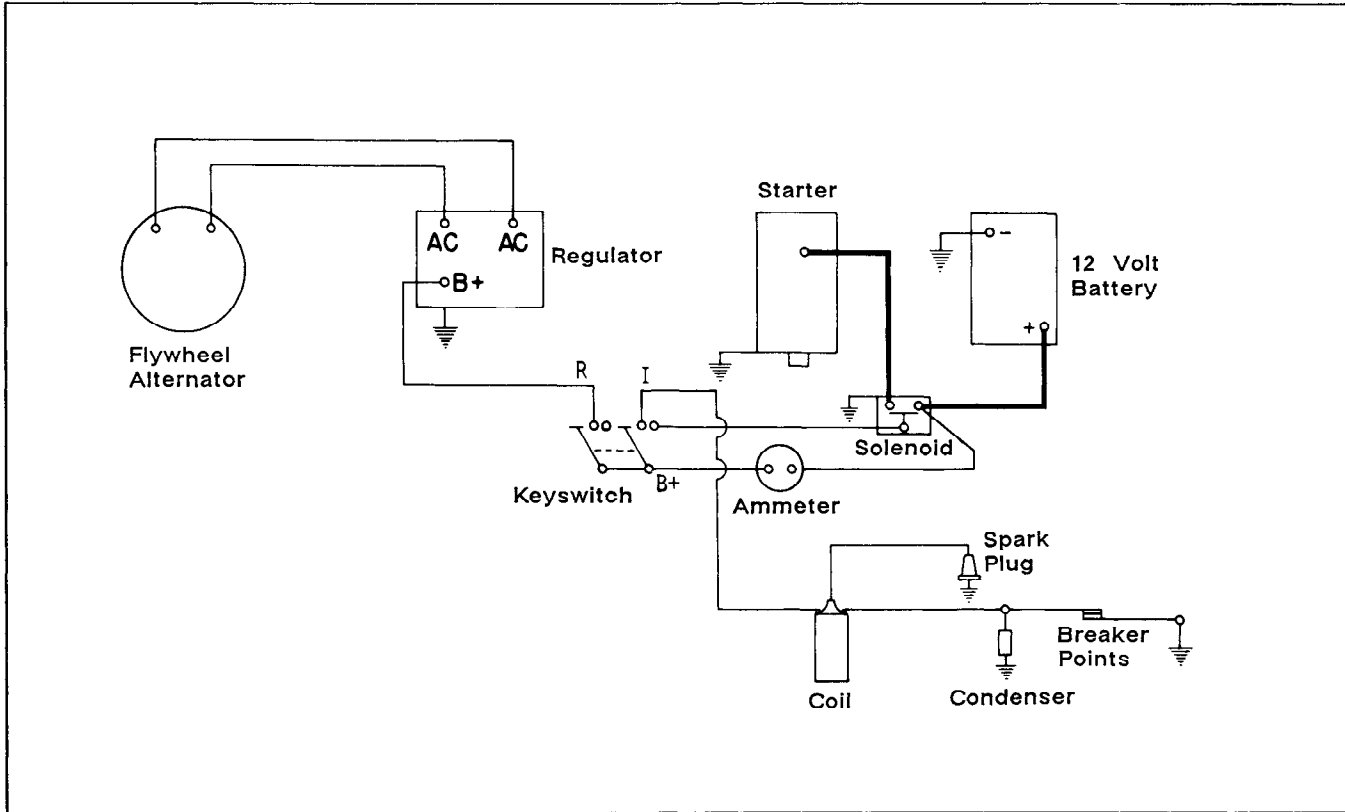 Starter
AC
AC
Regulator
B+
-
12 Volt
Battery
+
Flywheel
Alternator
R
I
Solenoid
B+
Keyswitch
Ammeter
Spark
Plug
Breaker
Points
Coil
Condenser